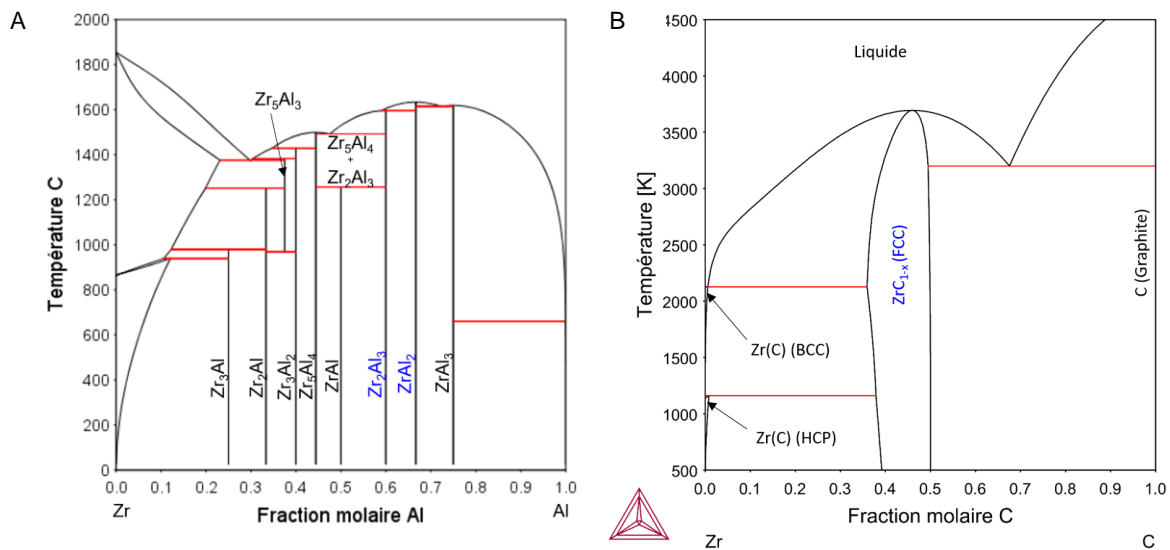 A
2000
1800
1600
1400
1200
1000
800
600
400
200
0
Température C
Zr₅Al₃
Zr₅Al₄
+
Zr₂Al₃
Zr₃Al
Zr₂Al
Zr₃Al₂
Zr₅Al₄
ZrAl
Zr₂Al₃
ZrAl₂
ZrAl₃
0.0 0.1 0.2 0.3 0.4 0.5 0.6 0.7 0.8 0.9 1.0
Zr Fraction molaire Al Al
B
4500
4000
3500
3000
2500
2000
1500
1000
500
Température [K]
Liquide
ZrC₁₋ₓ (FCC)
C (Graphite)
Zr(C) (BCC)
Zr(C) (HCP)
0.0 0.1 0.2 0.3 0.4 0.5 0.6 0.7 0.8 0.9 1.0
Fraction molaire C
Zr C